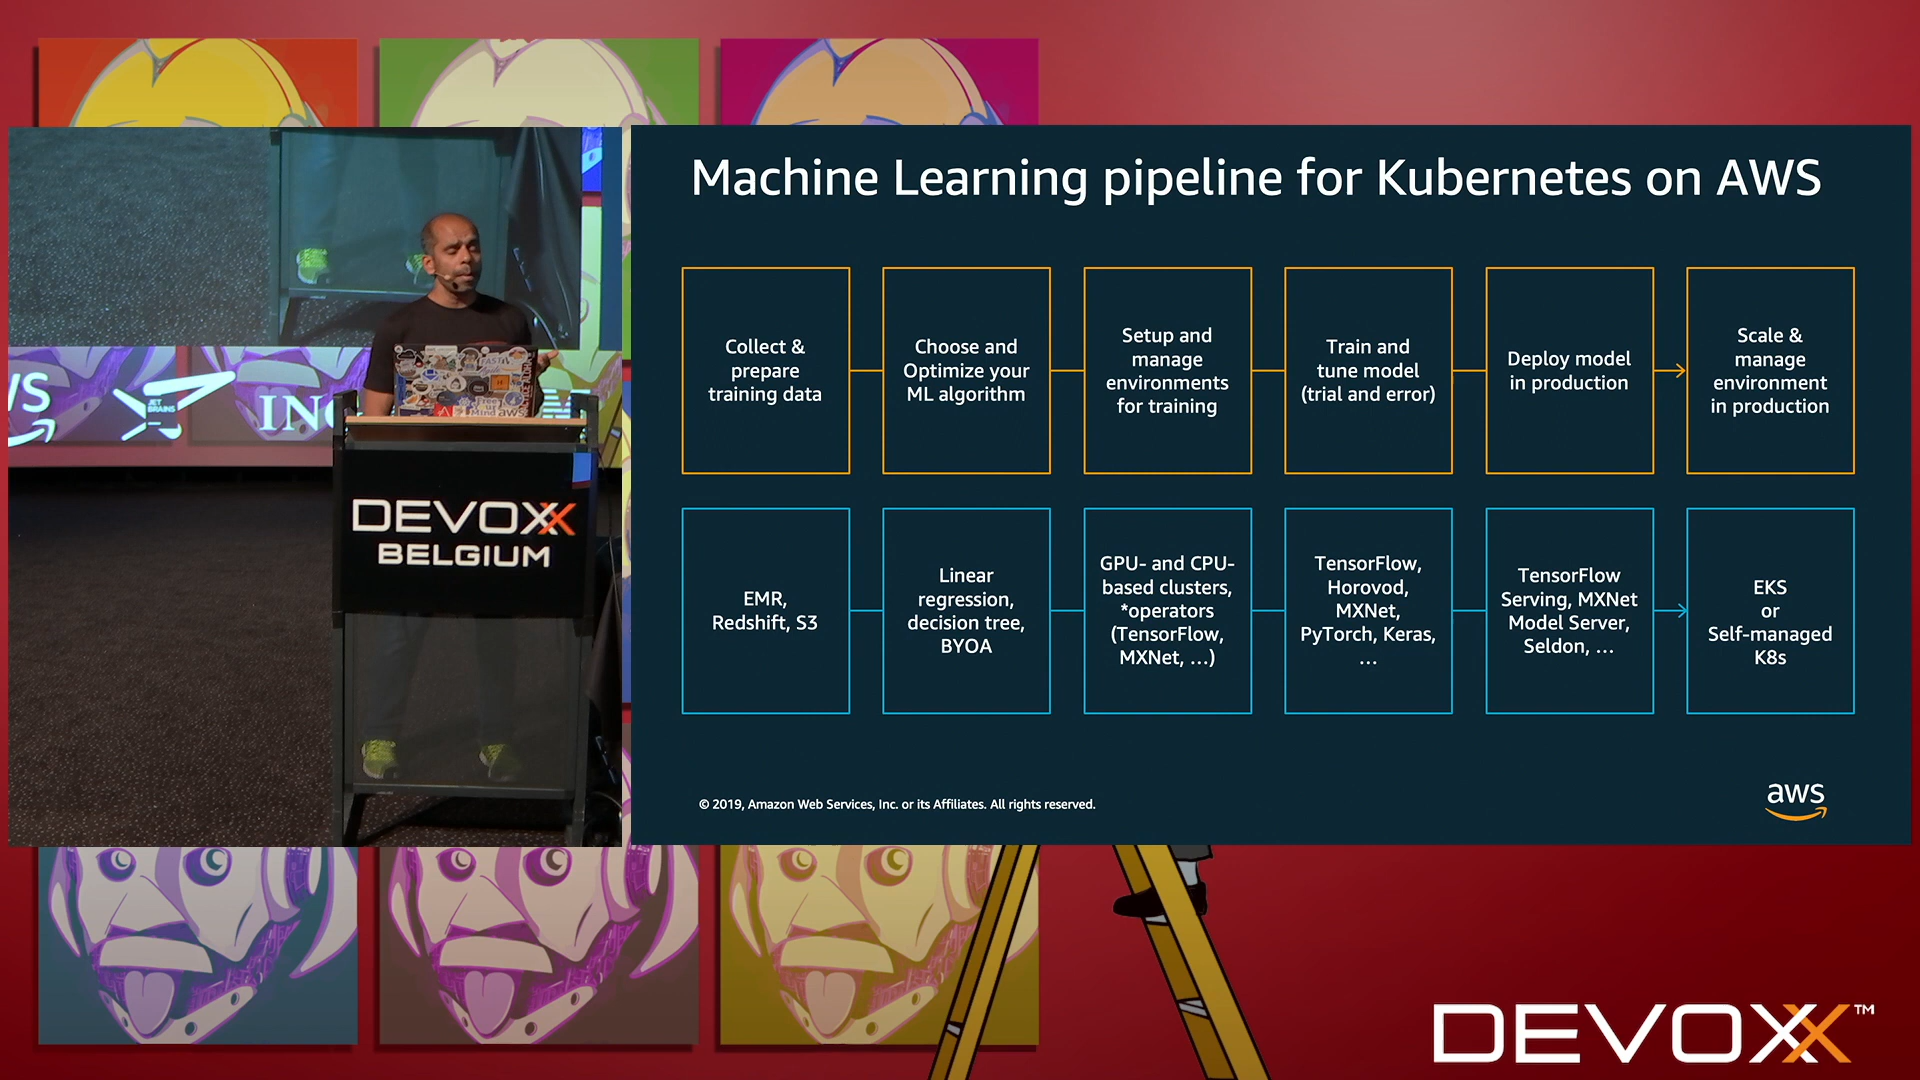 Machine Learning pipeline for Kubernetes on AWS
Collect &
prepare
training data
Choose and
Optimize your
ML algorithm
Setup and
manage
environments
for training
Train and
tune model
(trial and error)
Deploy model
in production
Scale &
manage
environment
in production
EMR,
Redshift, S3
Linear
regression,
decision tree,
BYOA
GPU- and CPU-
based clusters,
*operators
(TensorFlow,
MXNet, ...)
TensorFlow,
Horovod,
MXNet,
PyTorch, Keras,
...
TensorFlow
Serving, MXNet
Model Server,
Seldon, ...
EKS
or
Self-managed
K8s
© 2019, Amazon Web Services, Inc. or its Affiliates. All rights reserved.
aws
JET
BRAINS
ING
DEVOXX
BELGIUM
DEVOXX™